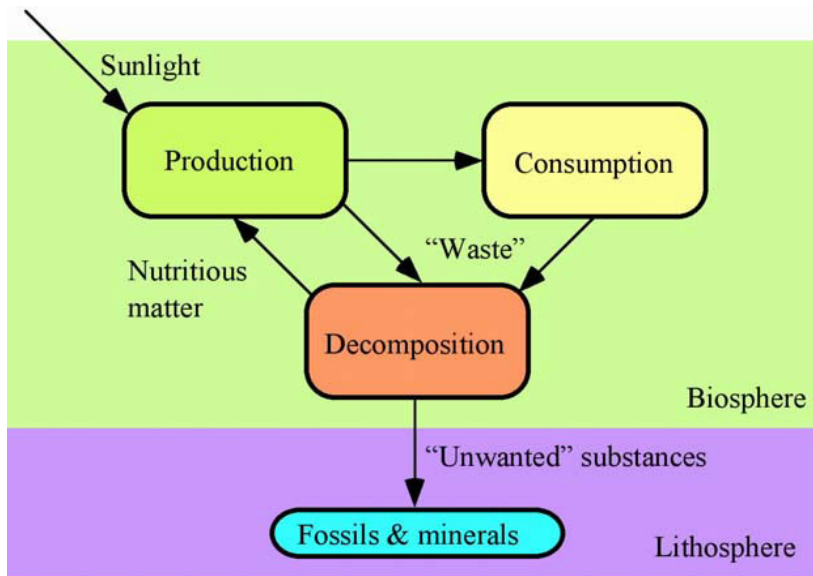 Sunlight
Production
Consumption
“Waste”
Nutritious
matter
Decomposition
Biosphere
“Unwanted” substances
Fossils & minerals
Lithosphere